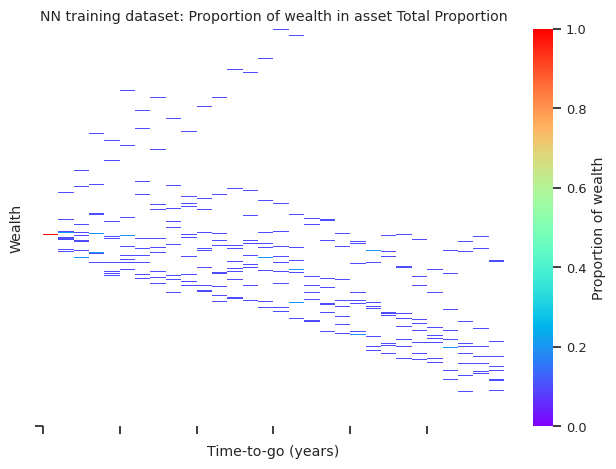 NN training dataset: Proportion of wealth in asset Total Proportion
Wealth
Time-to-go (years)
1.0
0.8
0.6
0.4
0.2
0.0
Proportion of wealth